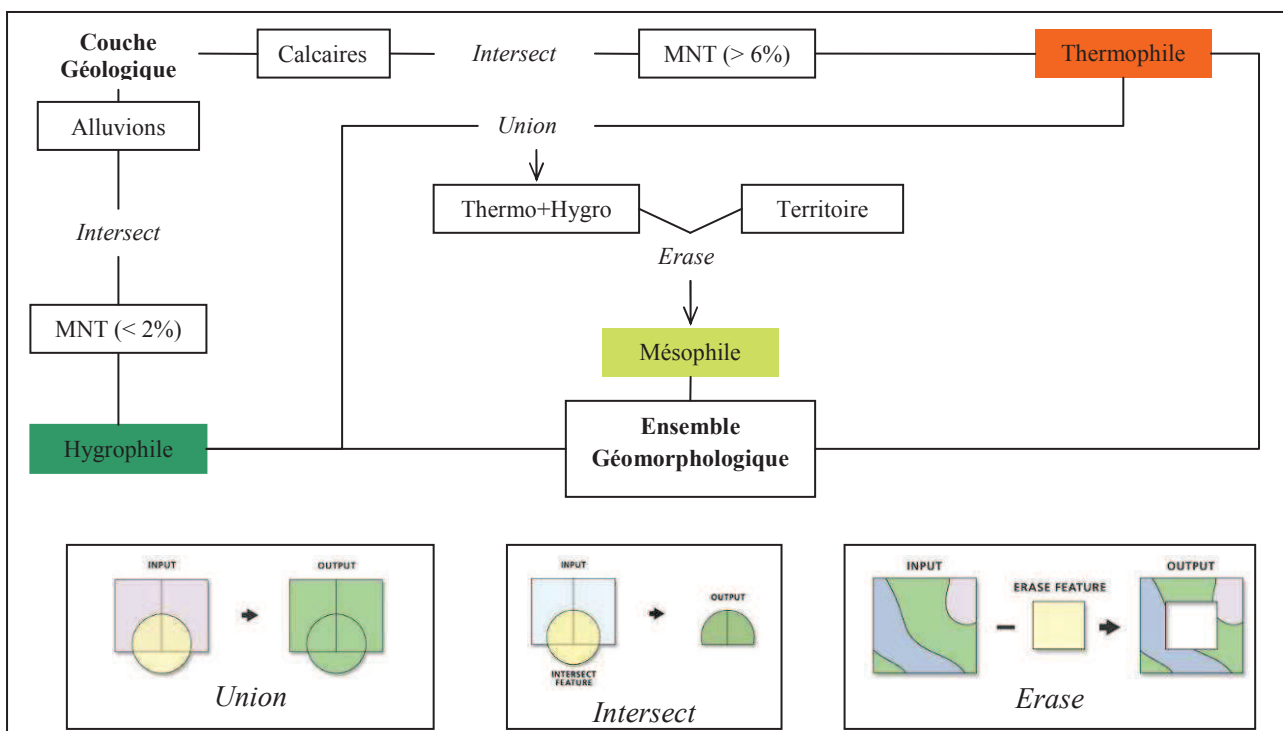 Couche
Géologique
Calcaires
Intersect
MNT (> 6%)
Thermophile
Alluvions
Union
Thermo+Hygro
Territoire
Intersect
Erase
MNT (< 2%)
Mésophile
Hygrophile
Ensemble
Géomorphologique
INPUT
OUTPUT
Union
INPUT
OUTPUT
INTERSECT
FEATURE
Intersect
INPUT
ERASE FEATURE
OUTPUT
Erase